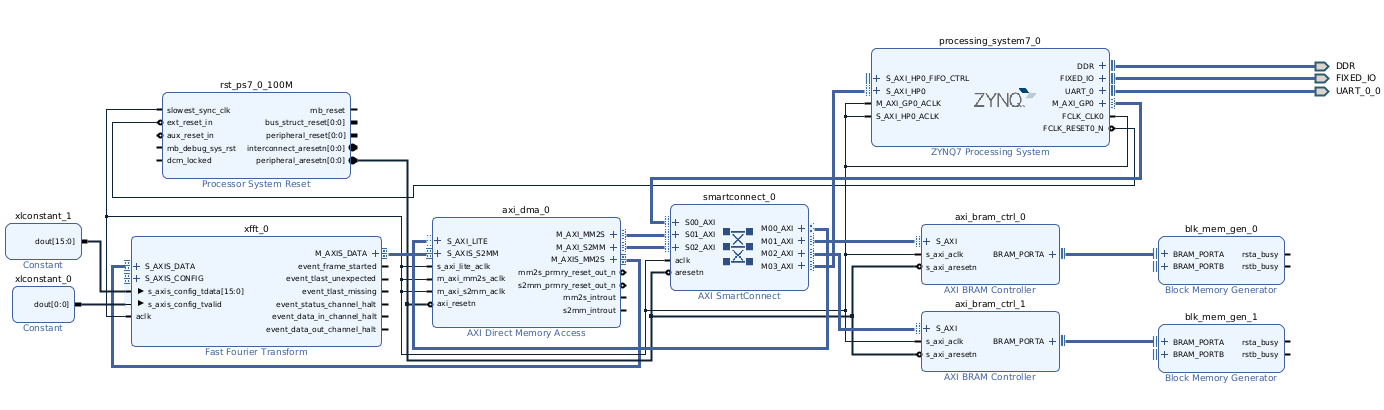 processing_system7_0
DDR
S_AXI_HP0_FIFO_CTRL
FIXED_IO
S_AXI_HP0
UART_0
M_AXI_GP0_ACLK
M_AXI_GP0
S_AXI_HP0_ACLK
FCLK_CLK0
FCLK_RESET0_N
ZYNQ
ZYNQ7 Processing System
DDR
FIXED_IO
UART_0_0
rst_ps7_0_100M
slowest_sync_clk
mb_reset
ext_reset_in
bus_struct_reset[0:0]
aux_reset_in
peripheral_reset[0:0]
mb_debug_sys_rst
interconnect_aresetn[0:0]
dcm_locked
peripheral_aresetn[0:0]
Processor System Reset
xlconstant_1
dout[15:0]
Constant
xlconstant_0
dout[0:0]
Constant
xfft_0
M_AXIS_DATA
S_AXIS_DATA
event_frame_started
S_AXIS_CONFIG
event_tlast_unexpected
s_axis_config_tdata[15:0]
event_tlast_missing
s_axis_config_tvalid
event_status_channel_halt
aclk
event_data_in_channel_halt
event_data_out_channel_halt
Fast Fourier Transform
axi_dma_0
S_AXI_LITE
M_AXI_MM2S
S_AXIS_S2MM
M_AXI_S2MM
s_axi_lite_aclk
M_AXIS_MM2S
m_axi_mm2s_aclk
mm2s_prmry_reset_out_n
m_axi_s2mm_aclk
s2mm_prmry_reset_out_n
axi_resetn
mm2s_introut
s2mm_introut
AXI Direct Memory Access
smartconnect_0
S00_AXI
M00_AXI
S01_AXI
M01_AXI
S02_AXI
M02_AXI
aclk
M03_AXI
aresetn
AXI SmartConnect
axi_bram_ctrl_0
S_AXI
s_axi_aclk
BRAM_PORTA
s_axi_aresetn
AXI BRAM Controller
blk_mem_gen_0
BRAM_PORTA
rsta_busy
BRAM_PORTB
rstb_busy
Block Memory Generator
axi_bram_ctrl_1
S_AXI
s_axi_aclk
BRAM_PORTA
s_axi_aresetn
AXI BRAM Controller
blk_mem_gen_1
BRAM_PORTA
rsta_busy
BRAM_PORTB
rstb_busy
Block Memory Generator